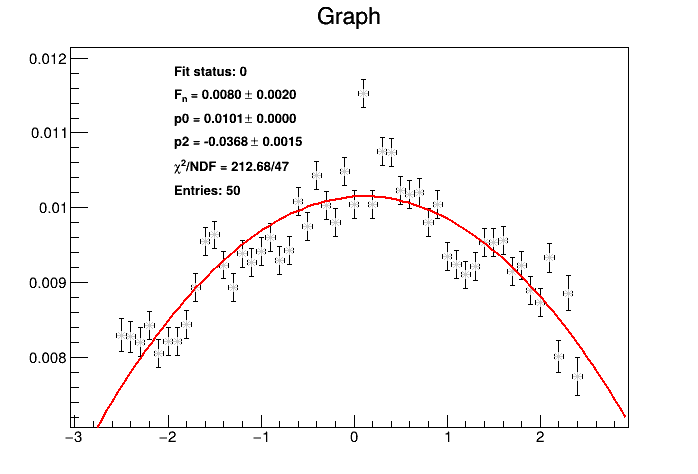 Graph
0.012
0.011
0.01
0.009
0.008
Fit status: 0
Fn = 0.0080 ± 0.0020
p0 = 0.0101 ± 0.0000
p2 = -0.0368 ± 0.0015
χ²/NDF = 212.68/47
Entries: 50
−3 −2 −1 0 1 2